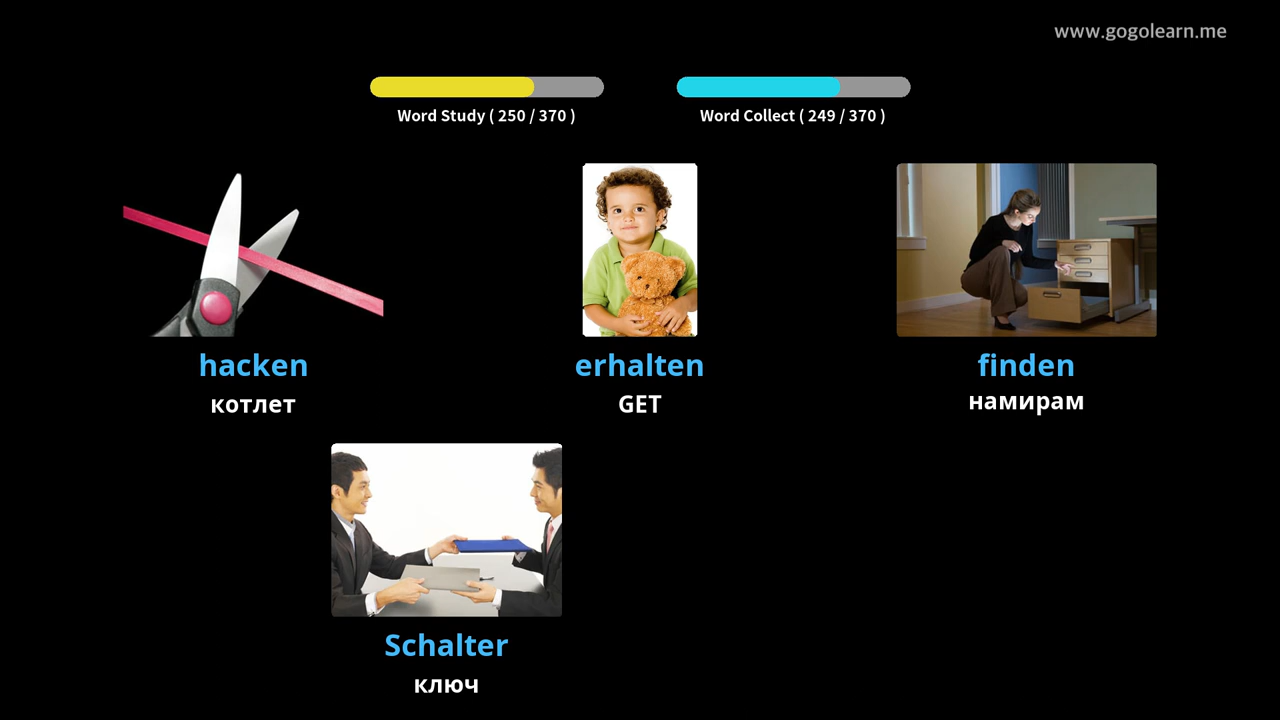 www.gogolearn.me
Word Study ( 250 / 370 )
Word Collect ( 249 / 370 )
hacken
котлет
erhalten
GET
finden
намирам
Schalter
ключ